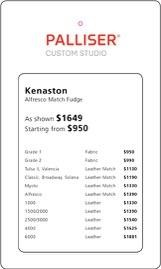 PALLISER®
CUSTOM STUDIO
Kenaston
Alfresco Match Fudge
As shown $1649
Starting from $950
Grade 1 Fabric $950
Grade 2 Fabric $990
Tulsa II, Valencia Leather Match $1130
Classic, Broadway, Solana Leather Match $1190
Mystic Leather Match $1330
Alfresco Leather Match $1390
1000 Leather $1330
1500/2000 Leather $1390
2500/3000 Leather $1540
4000 Leather $1625
6000 Leather $1881